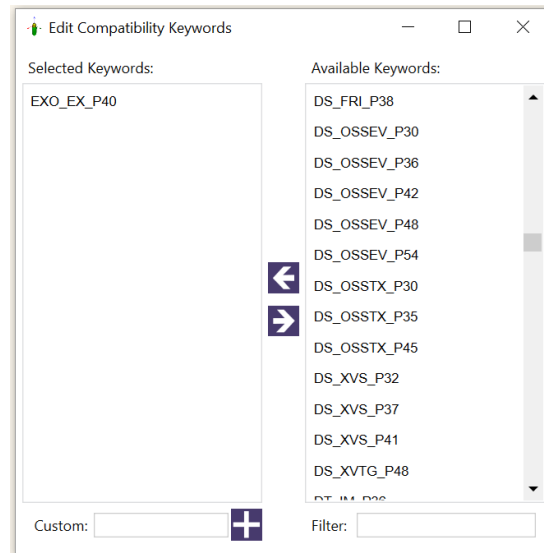 Edit Compatibility Keywords
Selected Keywords:
EXO_EX_P40
Available Keywords:
DS_FRI_P38
DS_OSSEV_P30
DS_OSSEV_P36
DS_OSSEV_P42
DS_OSSEV_P48
DS_OSSEV_P54
DS_OSSTX_P30
DS_OSSTX_P35
DS_OSSTX_P45
DS_XVS_P32
DS_XVS_P37
DS_XVS_P41
DS_XVTG_P48
Custom:
Filter: